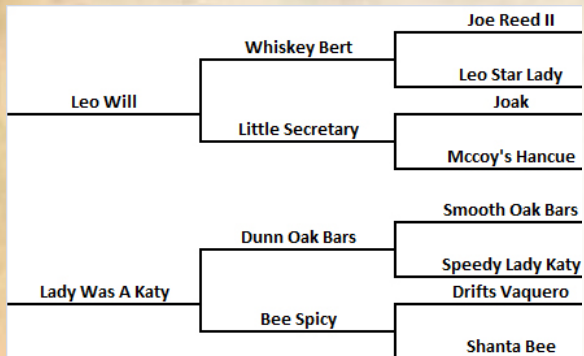 Joe Reed II
Whiskey Bert
Leo Star Lady
Leo Will
Joak
Little Secretary
Mccoy's Hancue
Smooth Oak Bars
Dunn Oak Bars
Speedy Lady Katy
Lady Was A Katy
Drifts Vaquero
Bee Spicy
Shanta Bee